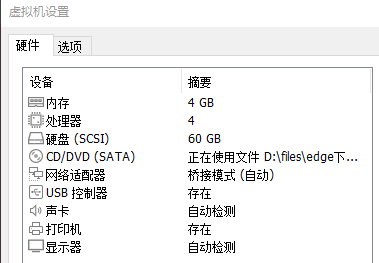 虚拟机设置
硬件 选项
设备 摘要
内存 4 GB
处理器 4
硬盘 (SCSI) 60 GB
CD/DVD (SATA) 正在使用文件 D:\files\edge下...
网络适配器 桥接模式 (自动)
USB 控制器 存在
声卡 自动检测
打印机 存在
显示器 自动检测